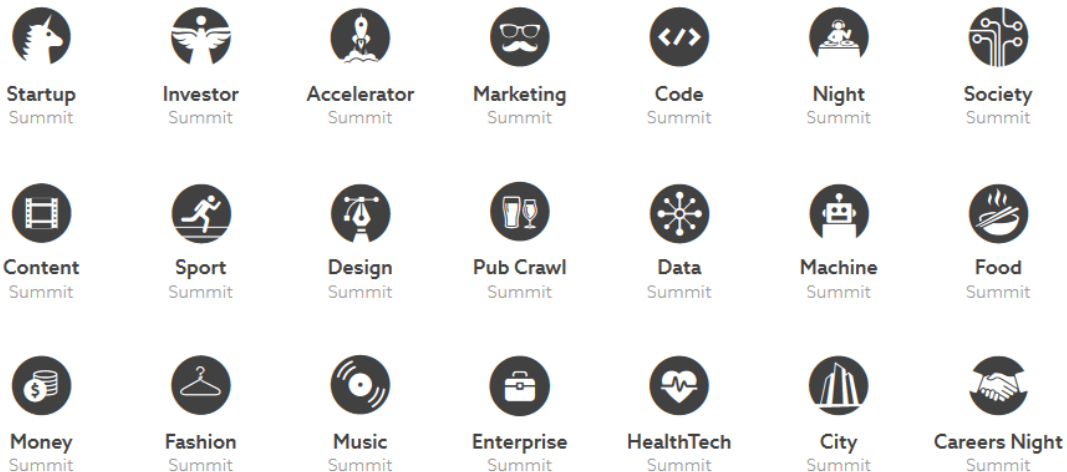 Startup Investor Accelerator Marketing Code Night Society
Summit Summit Summit Summit Summit Summit Summit
Content Sport Design Pub Crawl Data Machine Food
Summit Summit Summit Summit Summit Summit Summit
$
Money Fashion Music Enterprise HealthTech City Careers Night
Summit Summit Summit Summit Summit Summit Summit